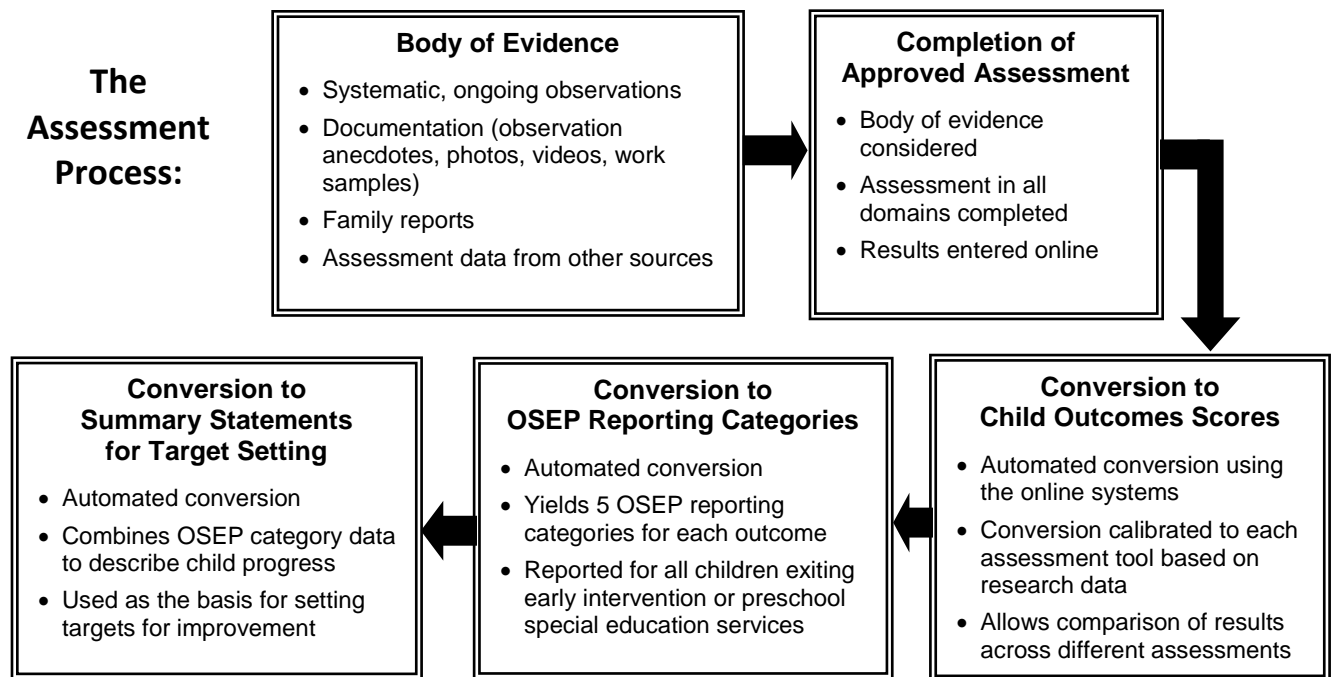 The
Assessment
Process:
Body of Evidence
• Systematic, ongoing observations
• Documentation (observation
anecdotes, photos, videos, work
samples)
• Family reports
• Assessment data from other sources
Completion of
Approved Assessment
• Body of evidence
considered
• Assessment in all
domains completed
• Results entered online
Conversion to
Child Outcomes Scores
• Automated conversion using
the online systems
• Conversion calibrated to each
assessment tool based on
research data
• Allows comparison of results
across different assessments
Conversion to
OSEP Reporting Categories
• Automated conversion
• Yields 5 OSEP reporting
categories for each outcome
• Reported for all children exiting
early intervention or preschool
special education services
Conversion to
Summary Statements
for Target Setting
• Automated conversion
• Combines OSEP category data
to describe child progress
• Used as the basis for setting
targets for improvement